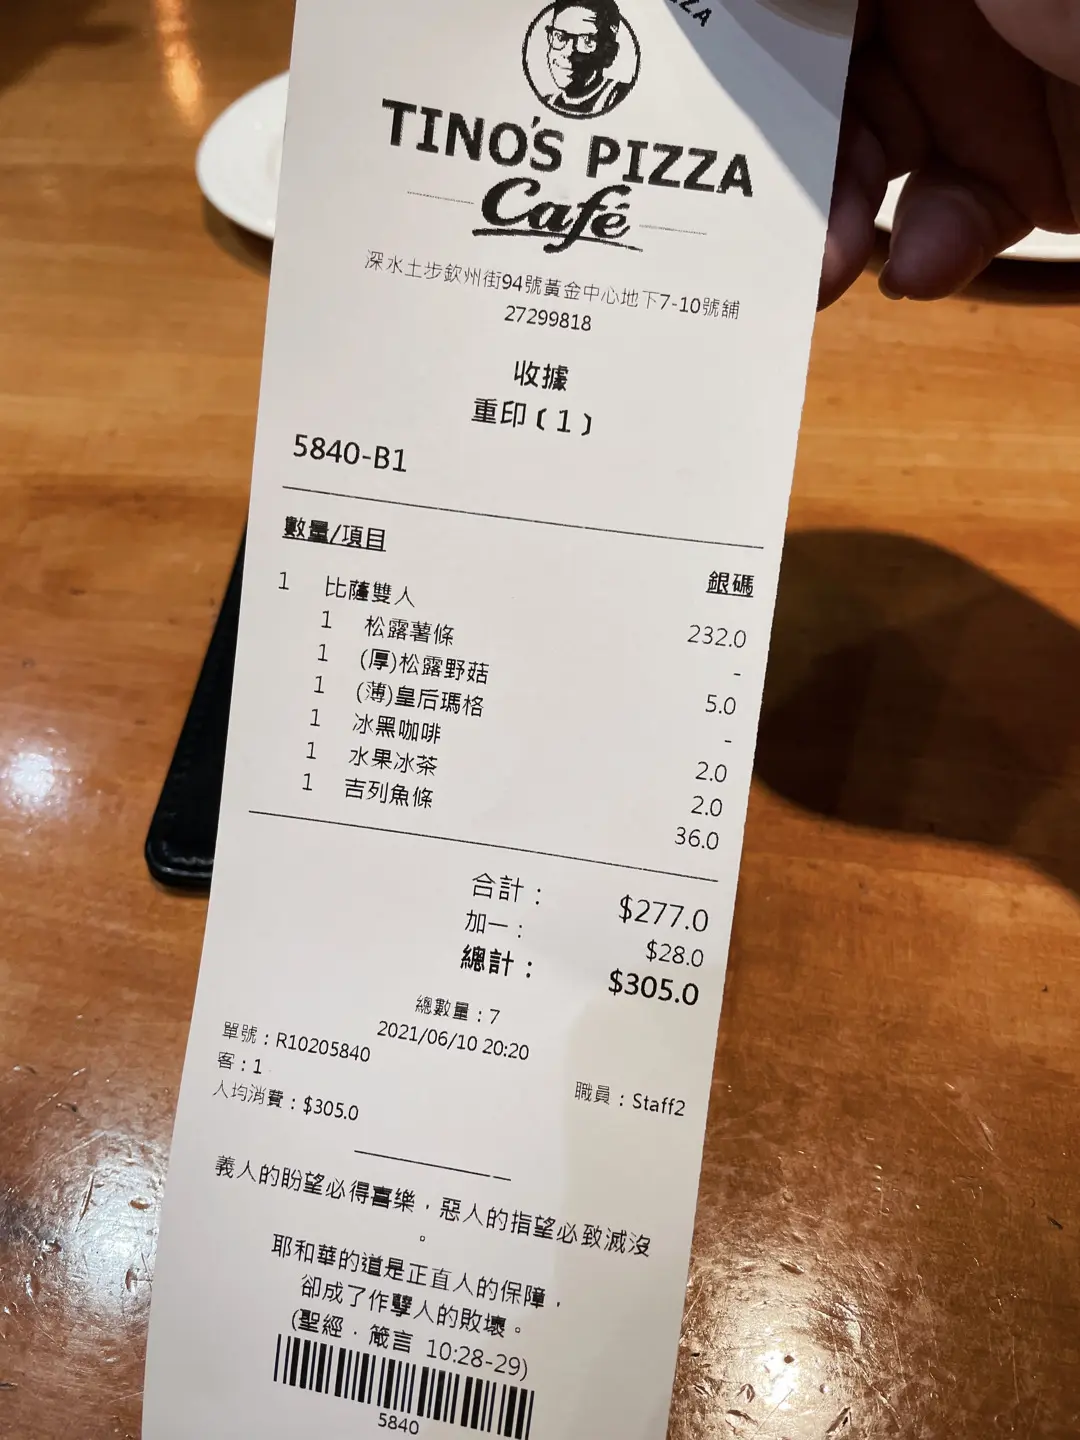 ZZA
TINO'S PIZZA
Café
深水土步欽州街94號黃金中心地下7-10號舖
27299818
收據
重印(1)
5840-B1
數量/項目 銀碼
1 比薩雙人 232.0
1 松露薯條 -
1 (厚)松露野菇 5.0
1 (薄)皇后瑪格 -
1 冰黑咖啡 2.0
1 水果冰茶 2.0
1 吉列魚條 36.0
合計： $277.0
加一： $28.0
總計： $305.0
總數量：7
2021/06/10 20:20
單號：R10205840
客：1
職員：Staff2
人均消費：$305.0
義人的盼望必得喜樂，惡人的指望必致滅沒
。
耶和華的道是正直人的保障，
卻成了作孽人的敗壞。
(聖經．箴言 10:28-29)
5840